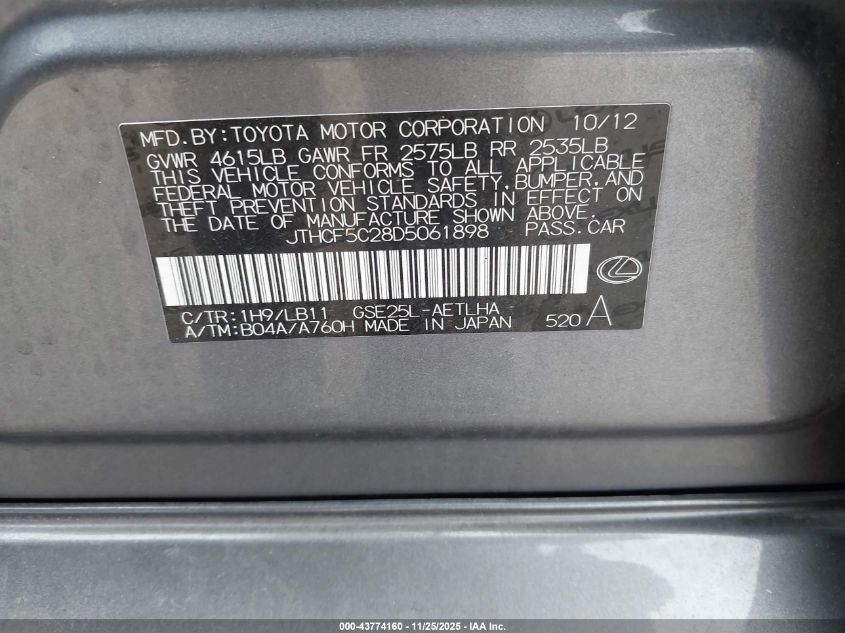 MFD.BY:TOYOTA MOTOR CORPORATION 10/12
GVWR 4615LB GAWR FR 2575LB RR 2535LB
THIS VEHICLE CONFORMS TO ALL APPLICABLE
FEDERAL MOTOR VEHICLE SAFETY,BUMPER,AND
THEFT PREVENTION STANDARDS IN EFFECT ON
THE DATE OF MANUFACTURE SHOWN ABOVE.
JTHCF5C28D5061898 PASS.CAR
C/TR:1H9/LB11 GSE25L-AETLHA
A/TM:B04A/A760H MADE IN JAPAN 520 A
000-43774160 - 11/25/2025 - IAA Inc.